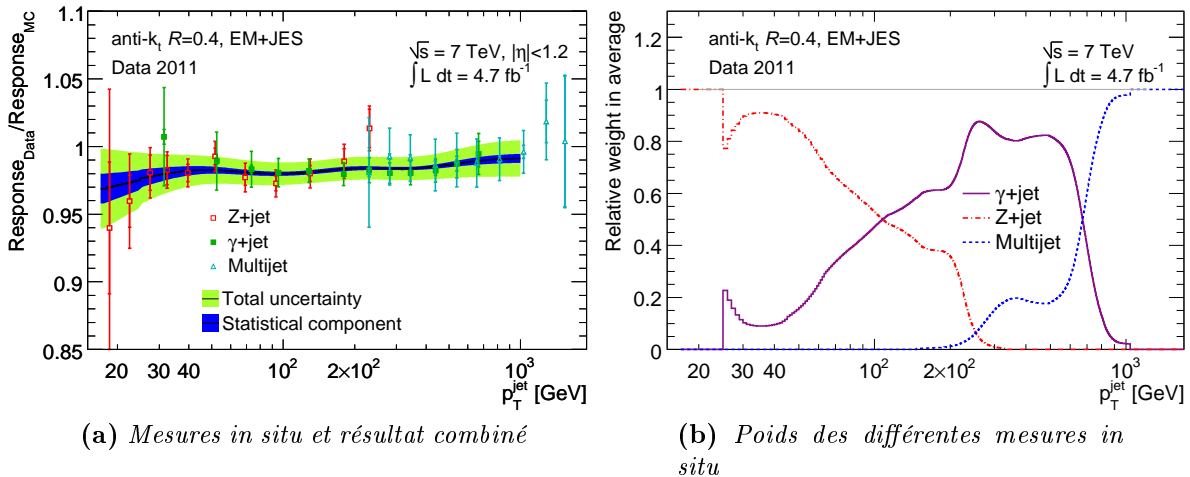 Response_Data/Response_MC
1.1
1.05
1
0.95
0.9
0.85
anti-k_t R=0.4, EM+JES
Data 2011
√s = 7 TeV, |η|<1.2
∫ L dt = 4.7 fb⁻¹
Z+jet
γ+jet
Multijet
Total uncertainty
Statistical component
20 30 40 10² 2×10² 10³
p_T^jet [GeV]
(a) Mesures in situ et résultat combiné
Relative weight in average
1.2
1
0.8
0.6
0.4
0.2
0
anti-k_t R=0.4, EM+JES
Data 2011
√s = 7 TeV
∫ L dt = 4.7 fb⁻¹
γ+jet
Z+jet
Multijet
20 30 40 10² 2×10² 10³
p_T^jet [GeV]
(b) Poids des différentes mesures in
situ